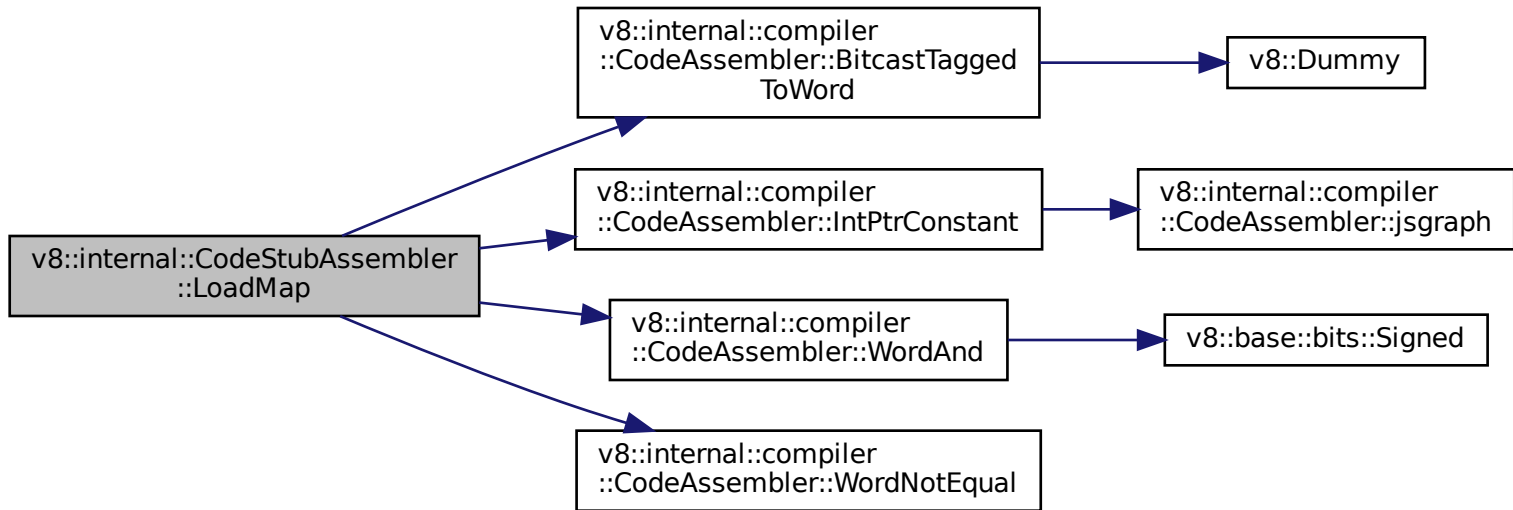 v8::internal::CodeStubAssembler
::LoadMap
v8::internal::compiler
::CodeAssembler::BitcastTagged
ToWord
v8::Dummy
v8::internal::compiler
::CodeAssembler::IntPtrConstant
v8::internal::compiler
::CodeAssembler::jsgraph
v8::internal::compiler
::CodeAssembler::WordAnd
v8::base::bits::Signed
v8::internal::compiler
::CodeAssembler::WordNotEqual